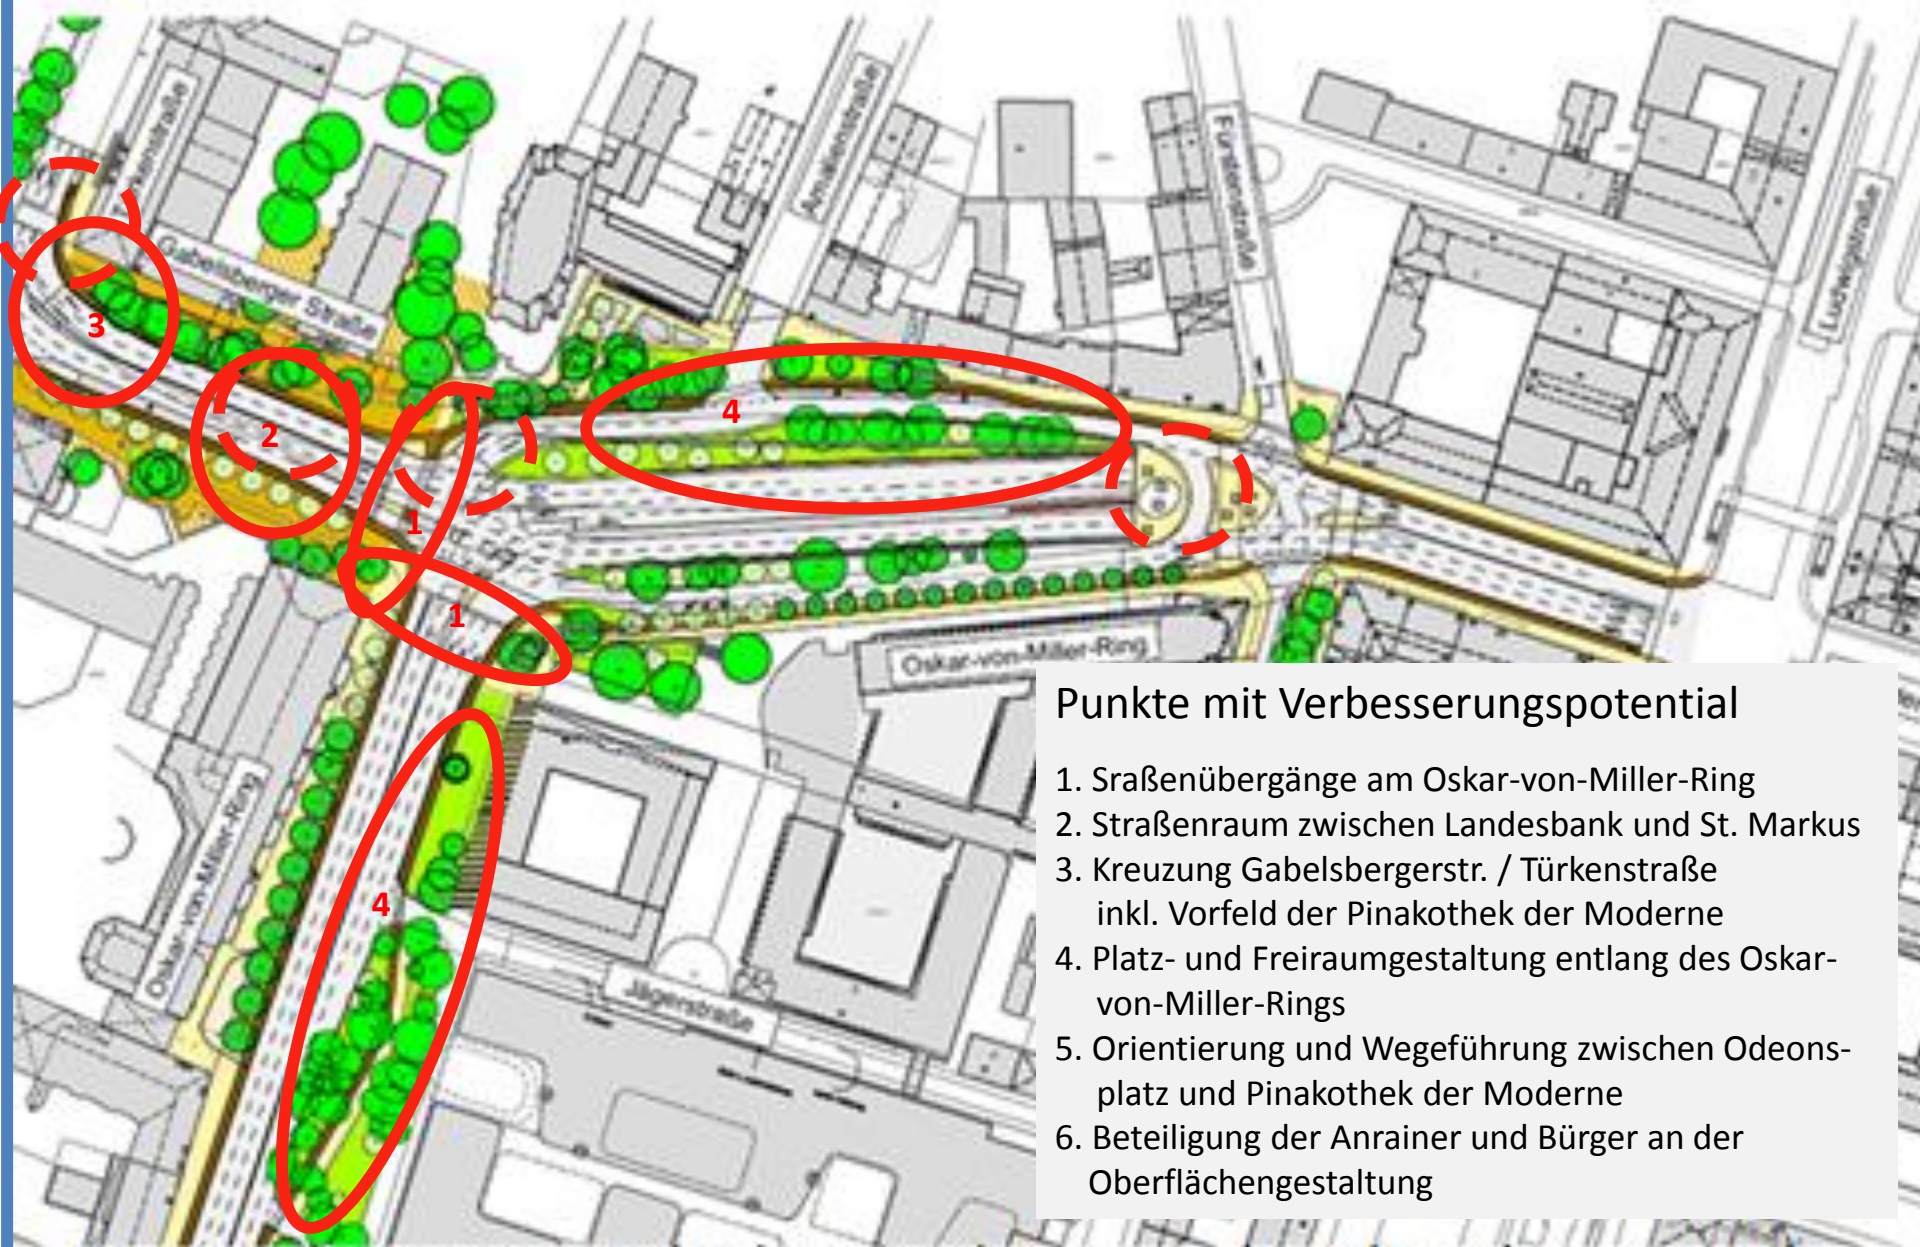 Türkenstraße
Amalienstraße
Fürstenstraße
Ludwigstraße
Gabelsberger Straße
3
2
4
1
1
Oskar-von-Miller-Ring
Oskar-von-Miller-Ring
4
Jägerstraße
Punkte mit Verbesserungspotential
1. Sraßenübergänge am Oskar-von-Miller-Ring
2. Straßenraum zwischen Landesbank und St. Markus
3. Kreuzung Gabelsbergerstr. / Türkenstraße
inkl. Vorfeld der Pinakothek der Moderne
4. Platz- und Freiraumgestaltung entlang des Oskar-
von-Miller-Rings
5. Orientierung und Wegeführung zwischen Odeons-
platz und Pinakothek der Moderne
6. Beteiligung der Anrainer und Bürger an der
Oberflächengestaltung